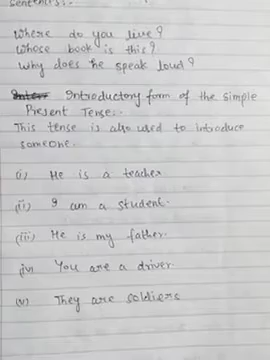 sentences:
Where do you live?
Whose book is this?
Why does he speak loud?
Introductory form of the simple
Present Tense:-
This tense is also used to introduce
someone.
(i) He is a teacher
(ii) I am a student.
(iii) He is my father.
(iv) You are a driver.
(v) They are soldiers